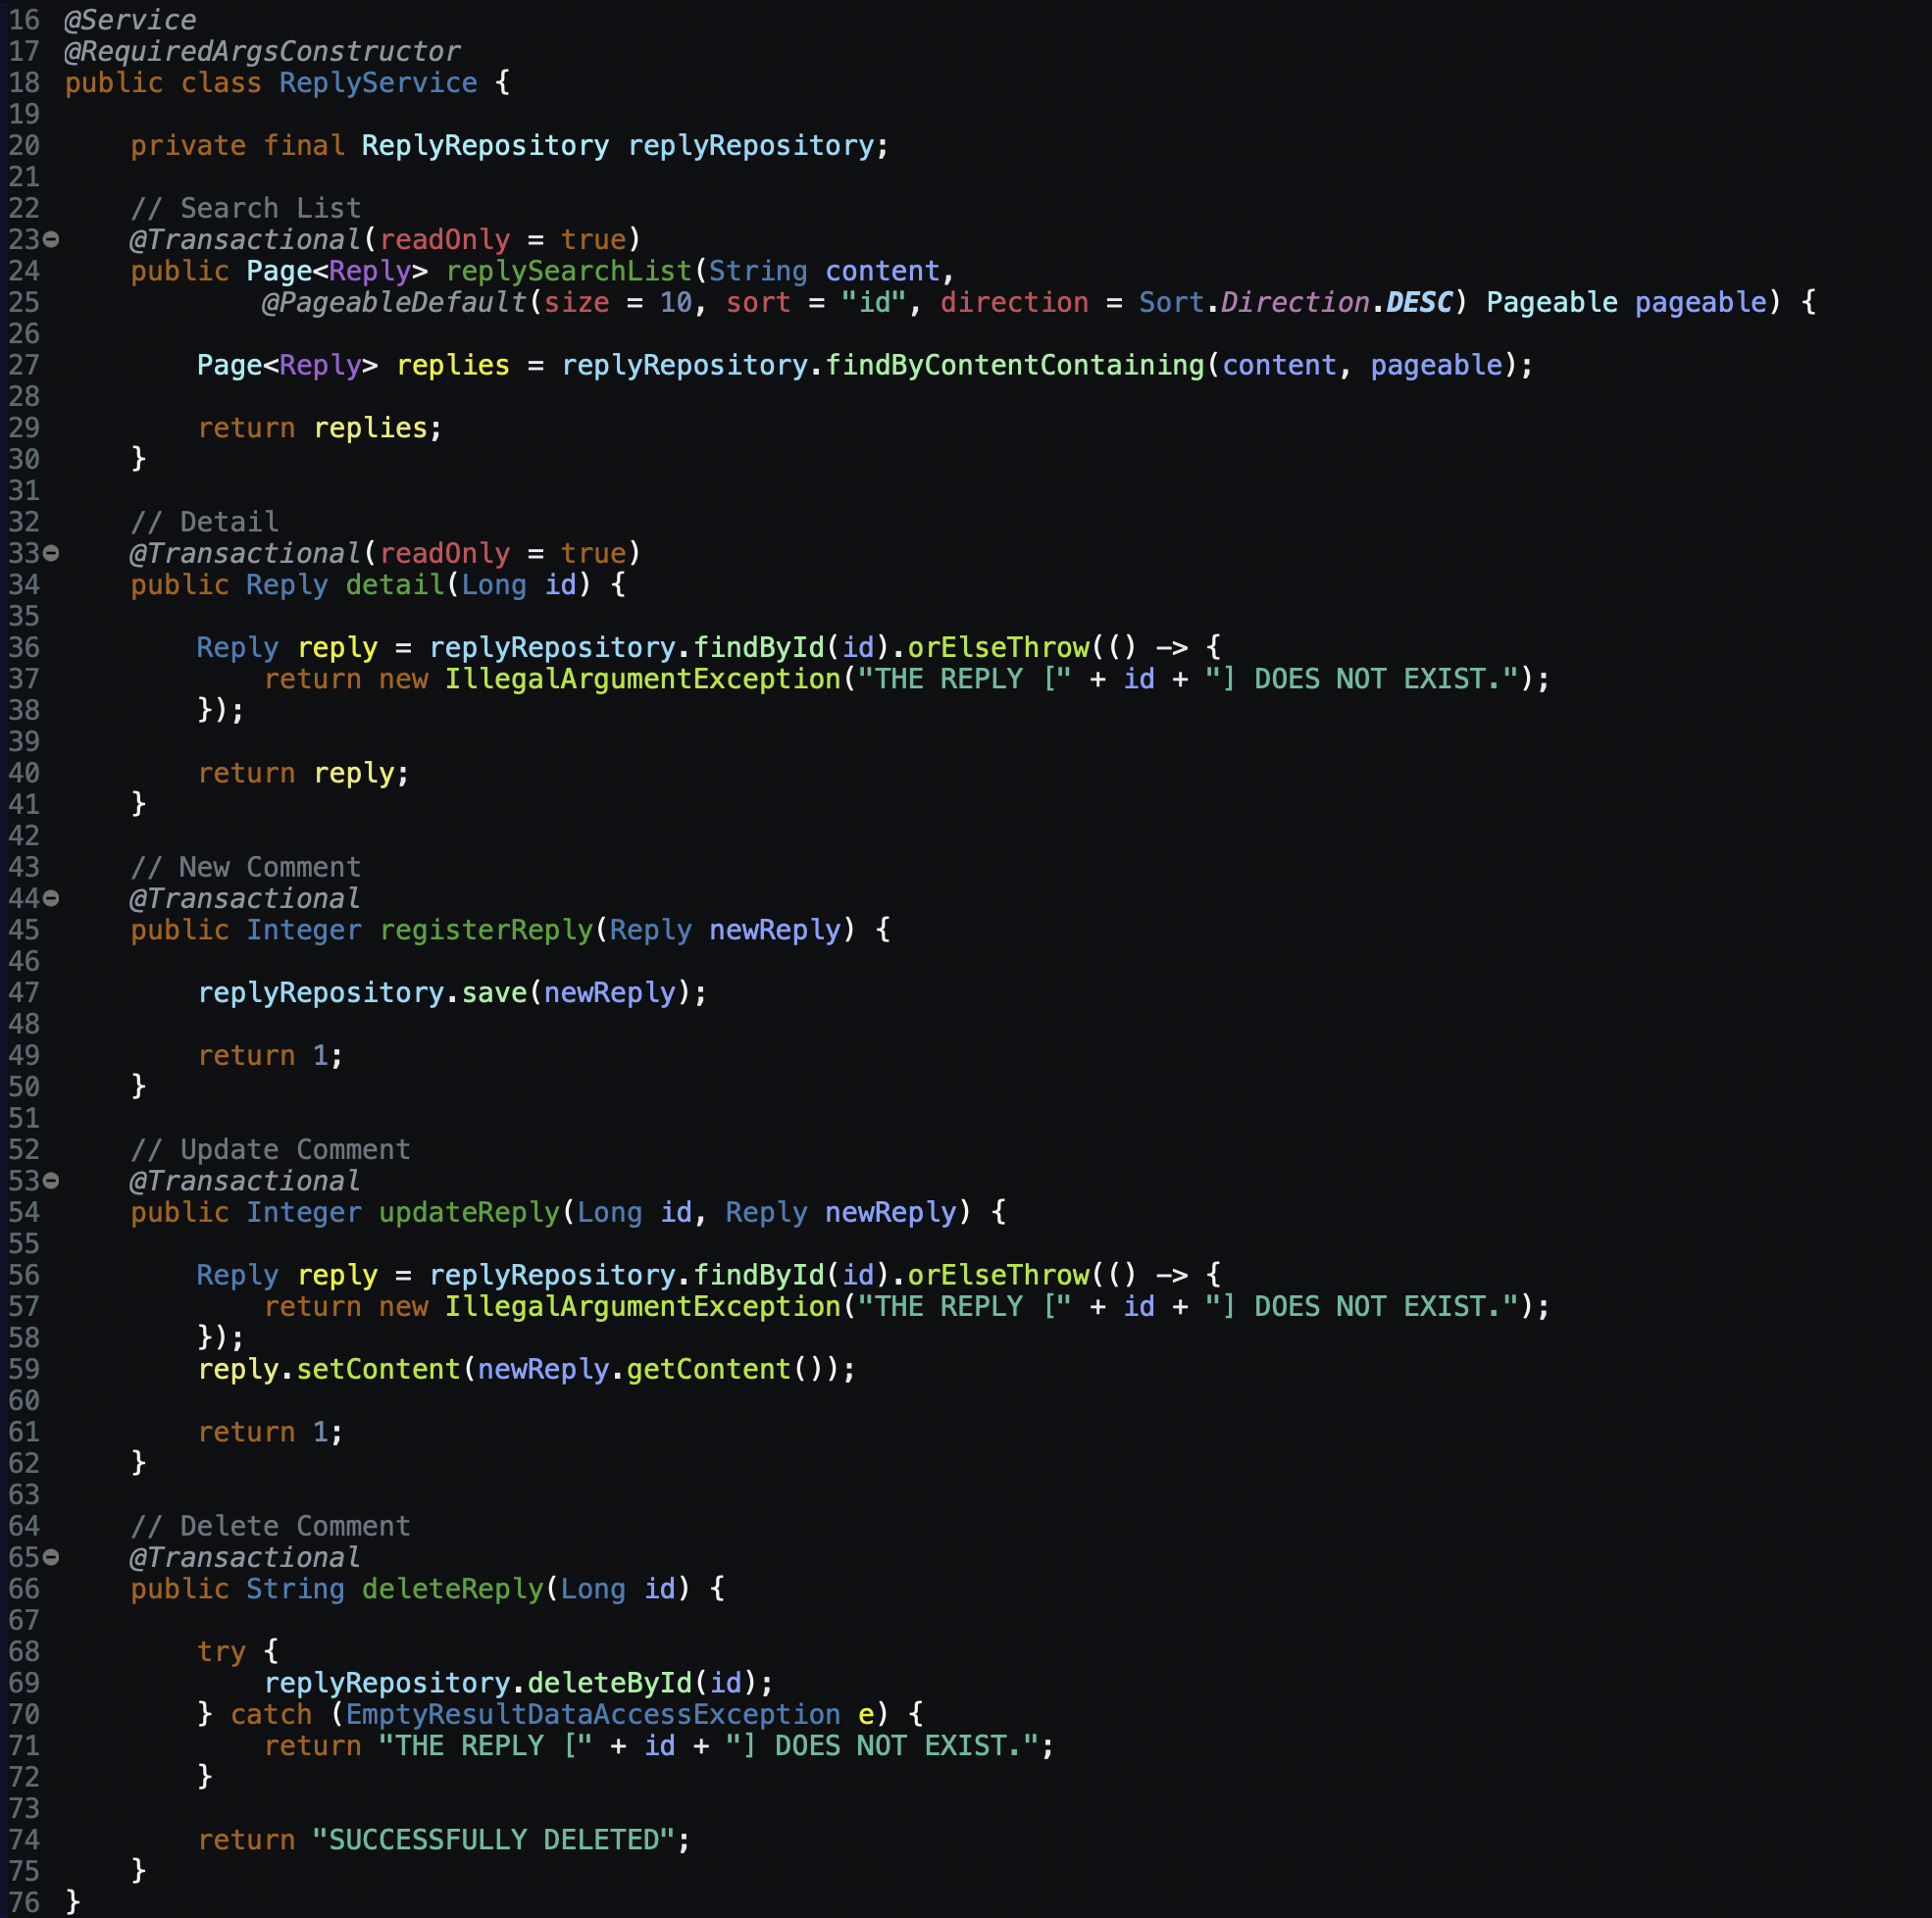 16 @Service
17 @RequiredArgsConstructor
18 public class ReplyService {
19
20     private final ReplyRepository replyRepository;
21
22     // Search List
23     @Transactional(readOnly = true)
24     public Page<Reply> replySearchList(String content,
25             @PageableDefault(size = 10, sort = "id", direction = Sort.Direction.DESC) Pageable pageable) {
26
27         Page<Reply> replies = replyRepository.findByContentContaining(content, pageable);
28
29         return replies;
30     }
31
32     // Detail
33     @Transactional(readOnly = true)
34     public Reply detail(Long id) {
35
36         Reply reply = replyRepository.findById(id).orElseThrow(() -> {
37             return new IllegalArgumentException("THE REPLY [" + id + "] DOES NOT EXIST.");
38         });
39
40         return reply;
41     }
42
43     // New Comment
44     @Transactional
45     public Integer registerReply(Reply newReply) {
46
47         replyRepository.save(newReply);
48
49         return 1;
50     }
51
52     // Update Comment
53     @Transactional
54     public Integer updateReply(Long id, Reply newReply) {
55
56         Reply reply = replyRepository.findById(id).orElseThrow(() -> {
57             return new IllegalArgumentException("THE REPLY [" + id + "] DOES NOT EXIST.");
58         });
59         reply.setContent(newReply.getContent());
60
61         return 1;
62     }
63
64     // Delete Comment
65     @Transactional
66     public String deleteReply(Long id) {
67
68         try {
69             replyRepository.deleteById(id);
70         } catch (EmptyResultDataAccessException e) {
71             return "THE REPLY [" + id + "] DOES NOT EXIST.";
72         }
73
74         return "SUCCESSFULLY DELETED";
75     }
76 }